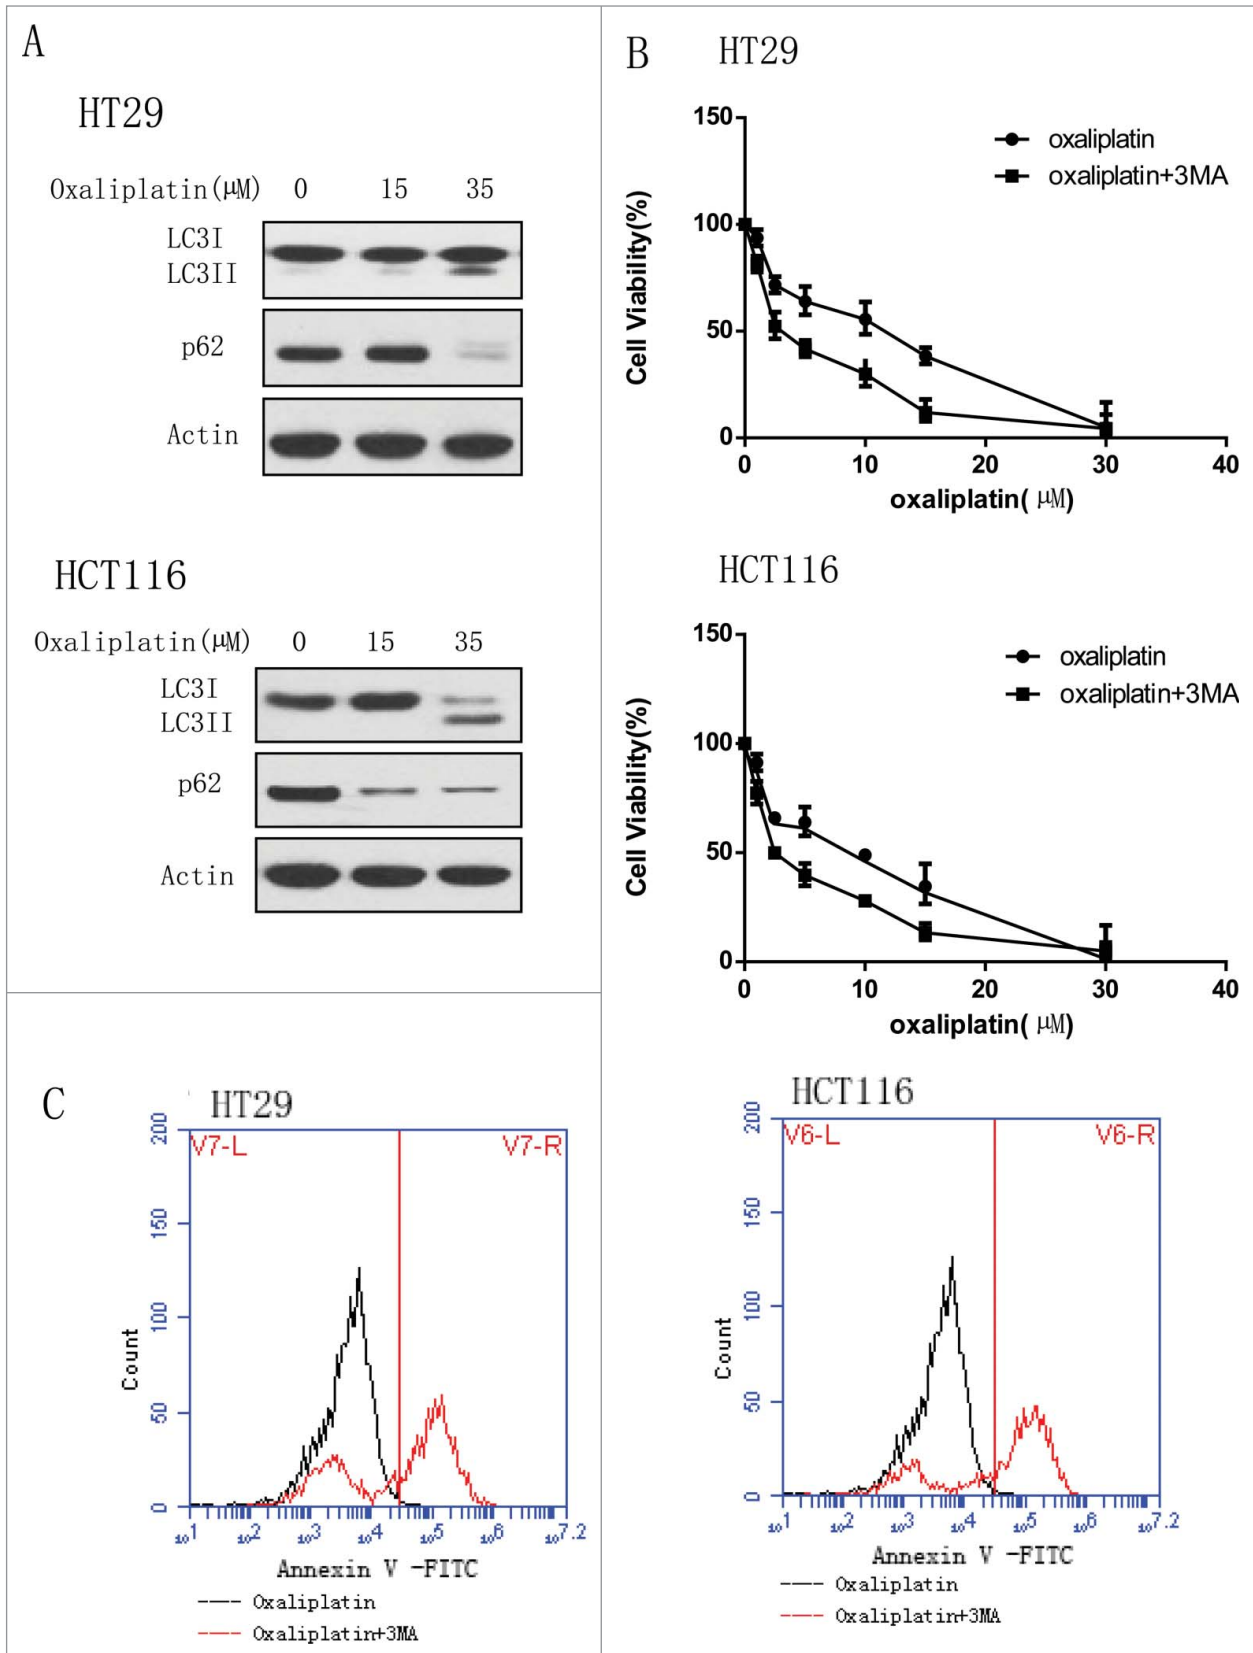 A
HT29
Oxaliplatin(μM) 0 15 35
LC3I
LC3II
p62
Actin
HCT116
Oxaliplatin(μM) 0 15 35
LC3I
LC3II
p62
Actin
B
HT29
150
100
50
0
Cell Viability(%)
oxaliplatin
oxaliplatin+3MA
0 10 20 30 40
oxaliplatin( μM)
HCT116
150
100
50
0
Cell Viability(%)
oxaliplatin
oxaliplatin+3MA
0 10 20 30 40
oxaliplatin( μM)
C
HT29
V7-L V7-R
200
150
100
50
0
Count
10^1 10^2 10^3 10^4 10^5 10^6 10^7.2
Annexin V -FITC
Oxaliplatin
Oxaliplatin+3MA
HCT116
V6-L V6-R
200
150
100
50
0
Count
10^1 10^2 10^3 10^4 10^5 10^6 10^7.2
Annexin V -FITC
Oxaliplatin
Oxaliplatin+3MA